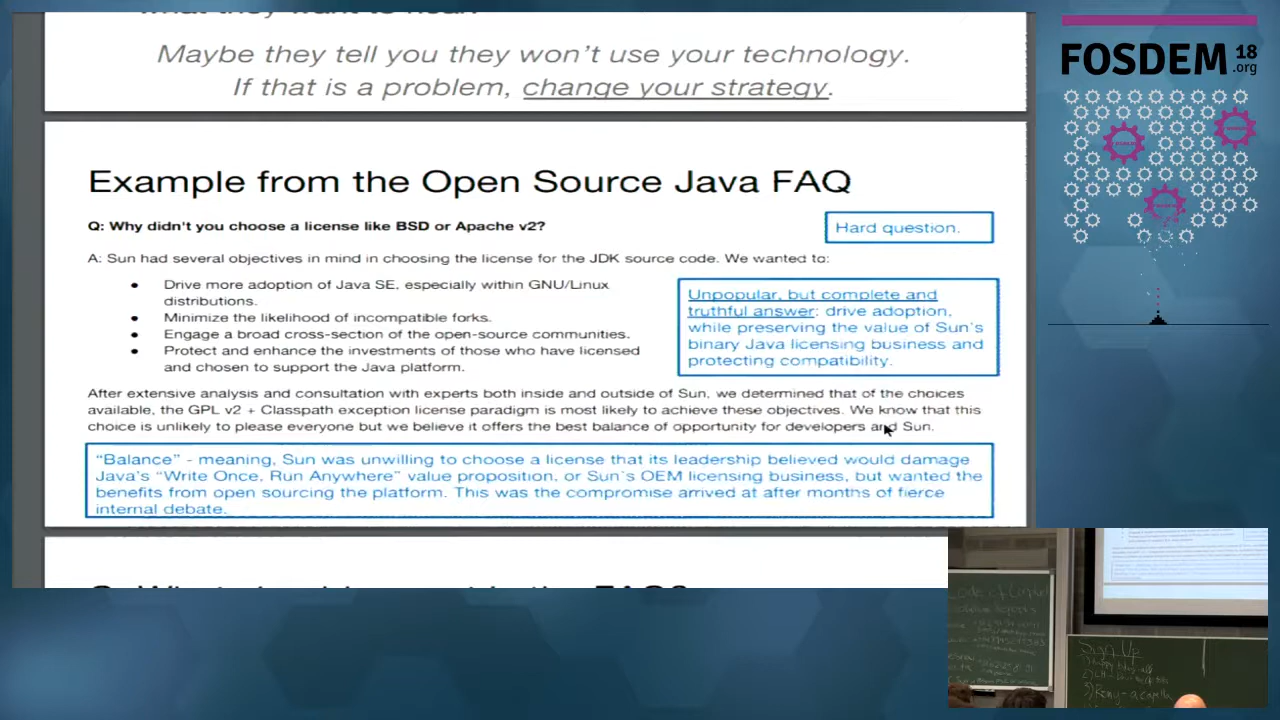 Maybe they tell you they won't use your technology.
If that is a problem, change your strategy.
Example from the Open Source Java FAQ
Q: Why didn't you choose a license like BSD or Apache v2?
Hard question.
A: Sun had several objectives in mind in choosing the license for the JDK source code. We wanted to:
• Drive more adoption of Java SE, especially within GNU/Linux
distributions.
• Minimize the likelihood of incompatible forks.
• Engage a broad cross-section of the open-source communities.
• Protect and enhance the investments of those who have licensed
and chosen to support the Java platform.
Unpopular, but complete and
truthful answer: drive adoption,
while preserving the value of Sun's
binary Java licensing business and
protecting compatibility.
After extensive analysis and consultation with experts both inside and outside of Sun, we determined that of the choices
available, the GPL v2 + Classpath exception license paradigm is most likely to achieve these objectives. We know that this
choice is unlikely to please everyone but we believe it offers the best balance of opportunity for developers and Sun.
"Balance" - meaning, Sun was unwilling to choose a license that its leadership believed would damage
Java's "Write Once, Run Anywhere" value proposition, or Sun's OEM licensing business, but wanted the
benefits from open sourcing the platform. This was the compromise arrived at after months of fierce
internal debate.
FOSDEM 18
.org
Code of
Sign Up